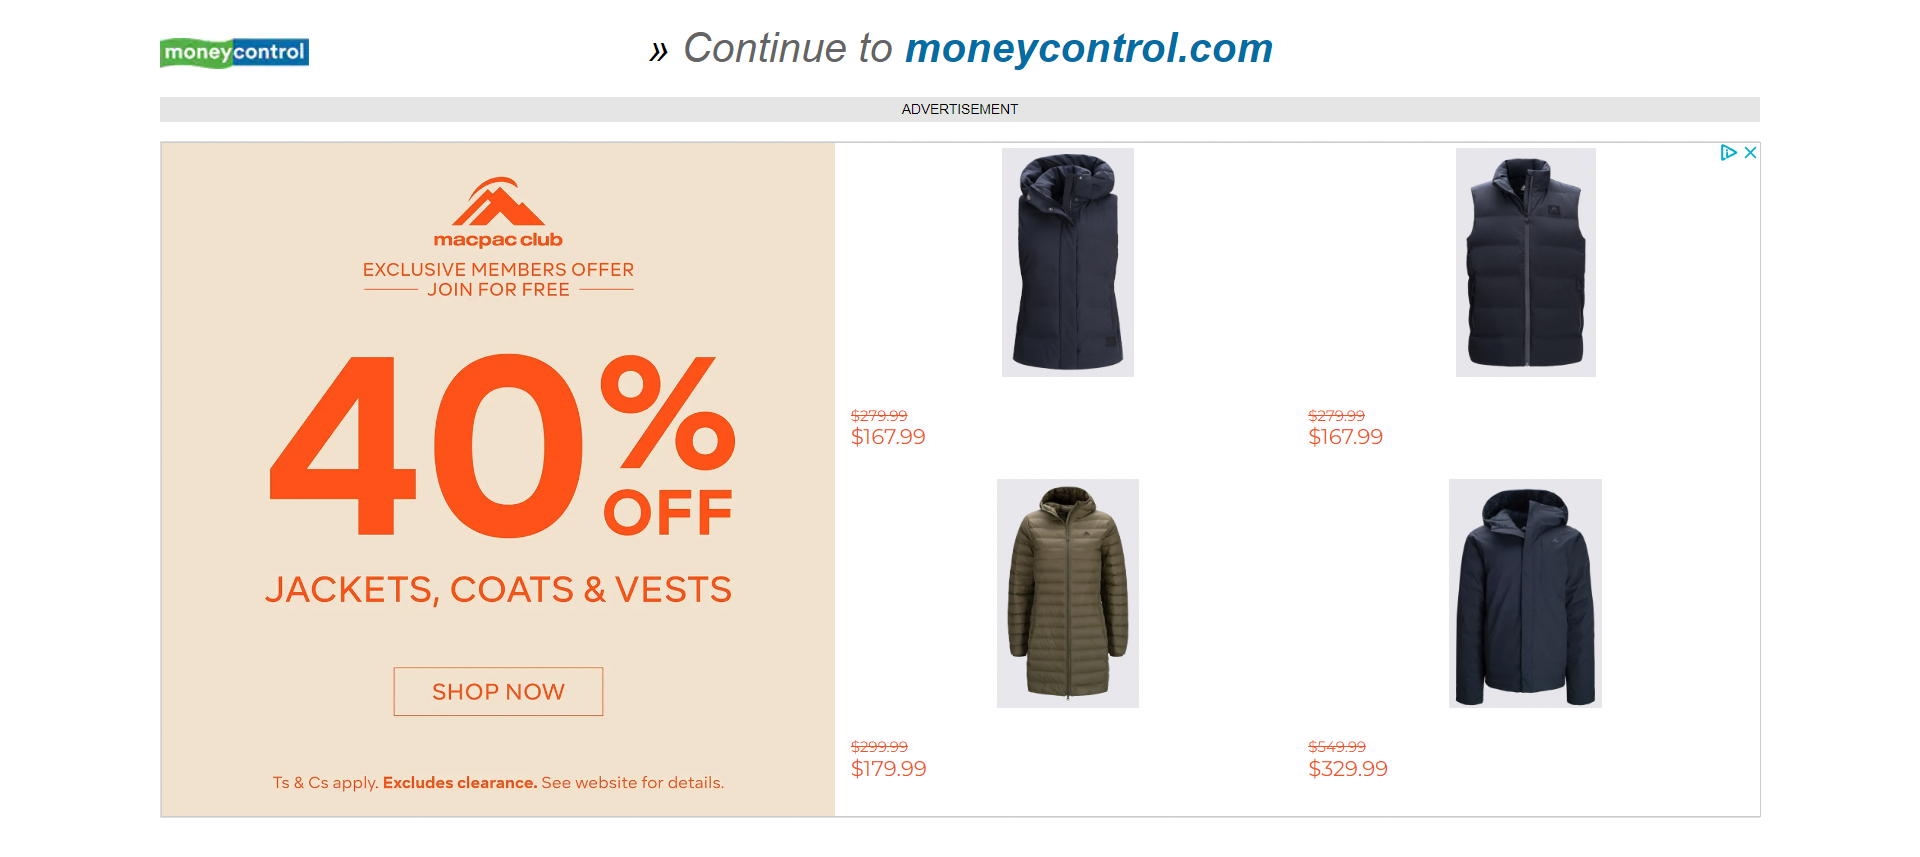 moneycontrol
» Continue to moneycontrol.com
ADVERTISEMENT
macpac club
EXCLUSIVE MEMBERS OFFER
JOIN FOR FREE
40% OFF
JACKETS, COATS & VESTS
SHOP NOW
Ts & Cs apply. Excludes clearance. See website for details.
$279.99
$167.99
$279.99
$167.99
$299.99
$179.99
$549.99
$329.99